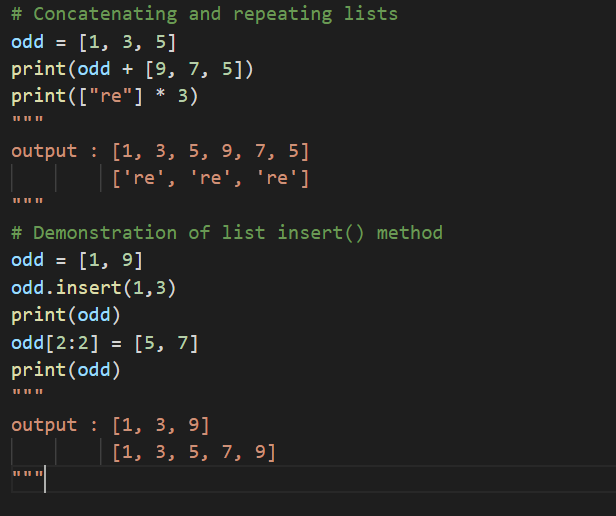 # Concatenating and repeating lists
odd = [1, 3, 5]
print(odd + [9, 7, 5])
print(["re"] * 3)
"""
output : [1, 3, 5, 9, 7, 5]
         ['re', 're', 're']
"""
# Demonstration of list insert() method
odd = [1, 9]
odd.insert(1,3)
print(odd)
odd[2:2] = [5, 7]
print(odd)
"""
output : [1, 3, 9]
         [1, 3, 5, 7, 9]
"""